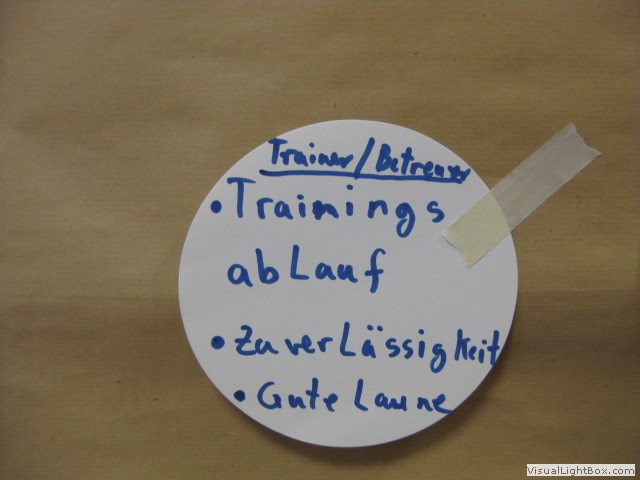 Trainer/Betreuer
• Trainings
abLauf
• ZuverLässigkeit
• Gute Laune
VisualLightBox.com